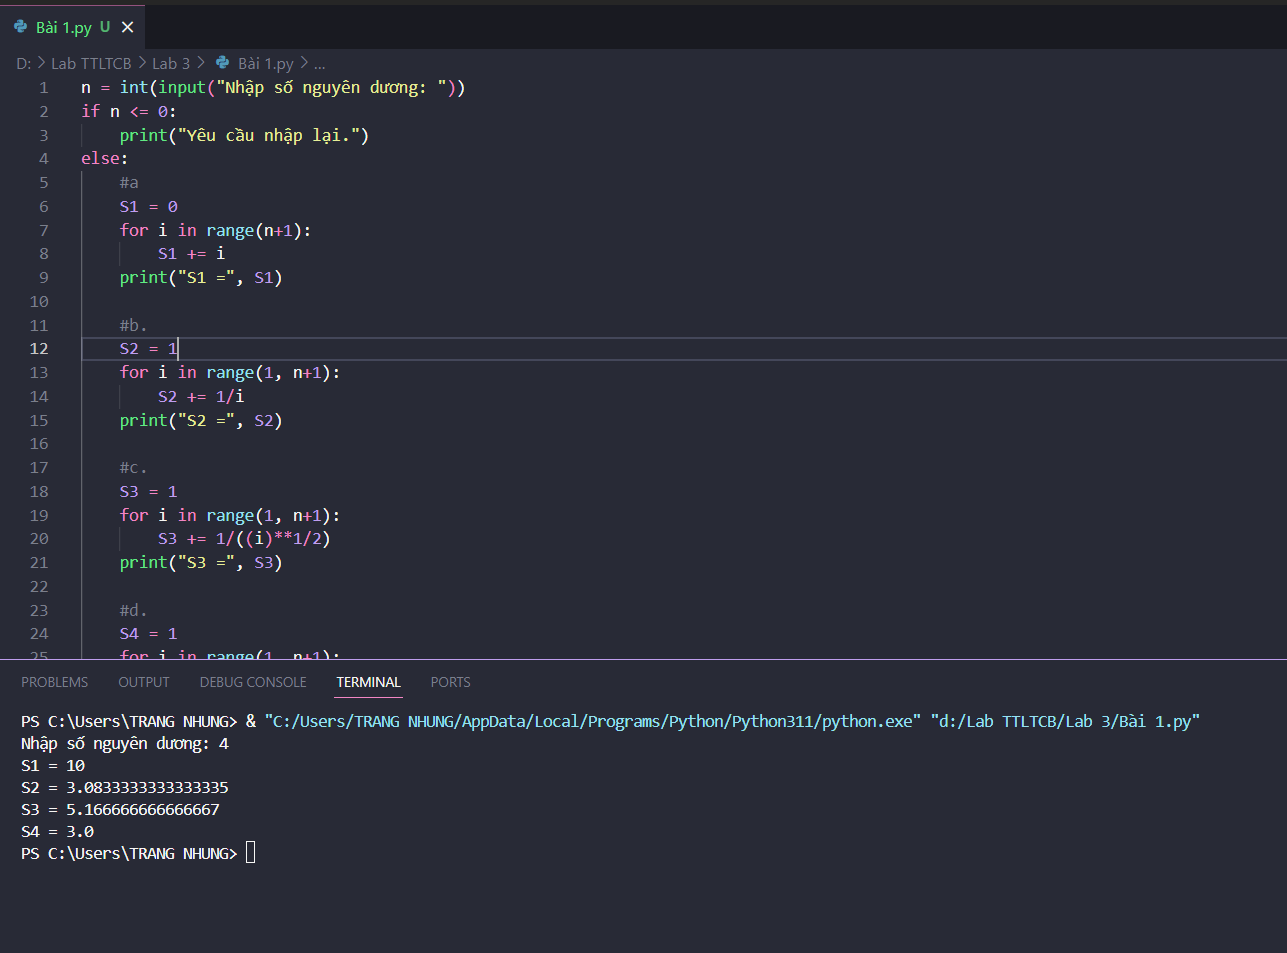 Bài 1.py U
D: > Lab TTLTCB > Lab 3 > Bài 1.py > ...
1 n = int(input("Nhập số nguyên dương: "))
2 if n <= 0:
3 print("Yêu cầu nhập lại.")
4 else:
5 #a
6 S1 = 0
7 for i in range(n+1):
8 S1 += i
9 print("S1 =", S1)
10
11 #b.
12 S2 = 1
13 for i in range(1, n+1):
14 S2 += 1/i
15 print("S2 =", S2)
16
17 #c.
18 S3 = 1
19 for i in range(1, n+1):
20 S3 += 1/((i)**1/2)
21 print("S3 =", S3)
22
23 #d.
24 S4 = 1
25 for i in range(1, n+1):
PROBLEMS OUTPUT DEBUG CONSOLE TERMINAL PORTS
PS C:\Users\TRANG NHUNG> & "C:/Users/TRANG NHUNG/AppData/Local/Programs/Python/Python311/python.exe" "d:/Lab TTLTCB/Lab 3/Bài 1.py"
Nhập số nguyên dương: 4
S1 = 10
S2 = 3.0833333333333335
S3 = 5.166666666666667
S4 = 3.0
PS C:\Users\TRANG NHUNG>